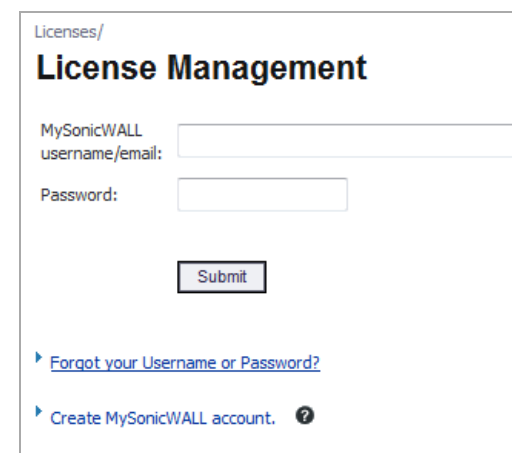 Licenses/
License Management
MySonicWALL
username/email:
Password:
Submit
Forgot your Username or Password?
Create MySonicWALL account. ?